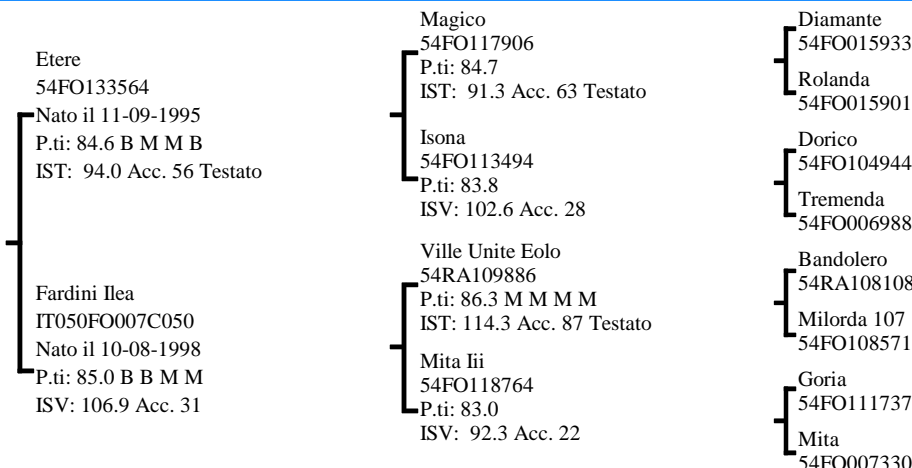 Etere
54FO133564
Nato il 11-09-1995
P.ti: 84.6 B M M B
IST: 94.0 Acc. 56 Testato
Fardini Ilea
IT050FO007C050
Nato il 10-08-1998
P.ti: 85.0 B B M M
ISV: 106.9 Acc. 31
Magico
54FO117906
P.ti: 84.7
IST: 91.3 Acc. 63 Testato
Isona
54FO113494
P.ti: 83.8
ISV: 102.6 Acc. 28
Ville Unite Eolo
54RA109886
P.ti: 86.3 M M M M
IST: 114.3 Acc. 87 Testato
Mita Iii
54FO118764
P.ti: 83.0
ISV: 92.3 Acc. 22
Diamante
54FO015933
Rolanda
54FO015901
Dorico
54FO104944
Tremenda
54FO006988
Bandolero
54RA108108
Milorda 107
54FO108571
Goria
54FO111737
Mita
54FO007330